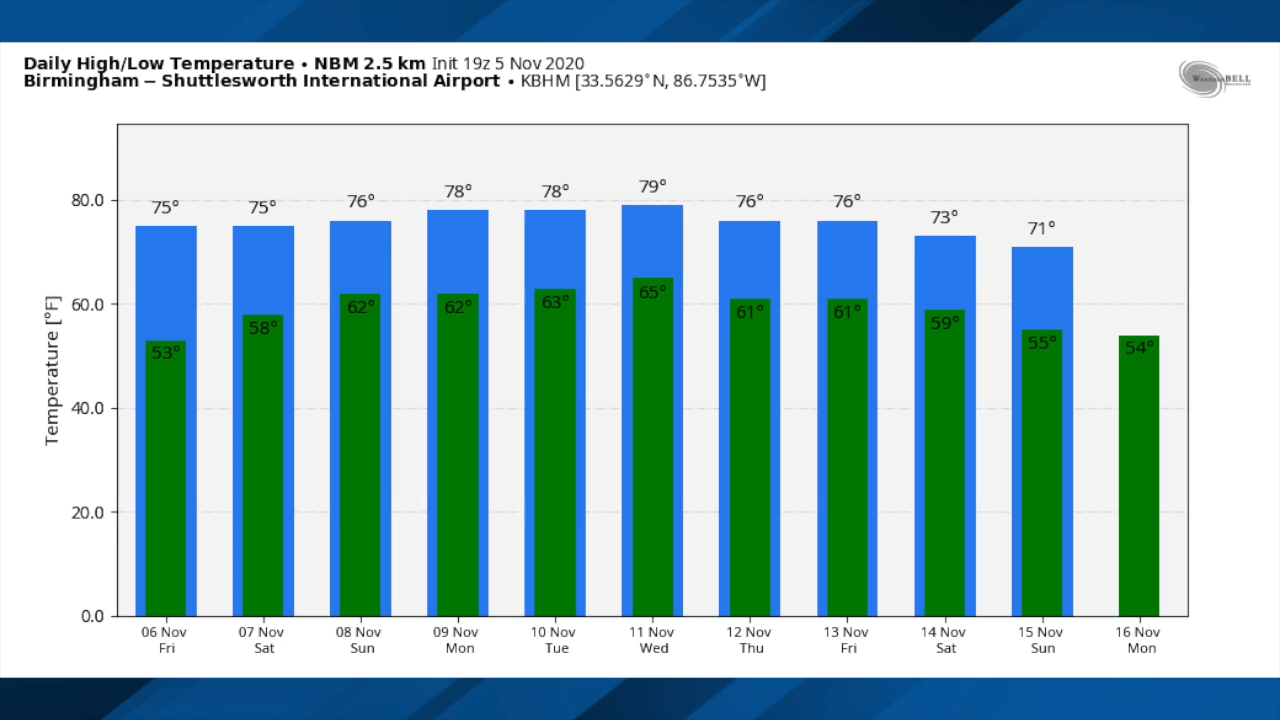 Daily High/Low Temperature • NBM 2.5 km Init 19z 5 Nov 2020
Birmingham – Shuttlesworth International Airport • KBHM [33.5629°N, 86.7535°W]
WeatherBELL
75° 75° 76° 78° 78° 79° 76° 76° 73° 71°
53° 58° 62° 62° 63° 65° 61° 61° 59° 55° 54°
Temperature [°F]
80.0
60.0
40.0
20.0
0.0
06 Nov 07 Nov 08 Nov 09 Nov 10 Nov 11 Nov 12 Nov 13 Nov 14 Nov 15 Nov 16 Nov
Fri Sat Sun Mon Tue Wed Thu Fri Sat Sun Mon